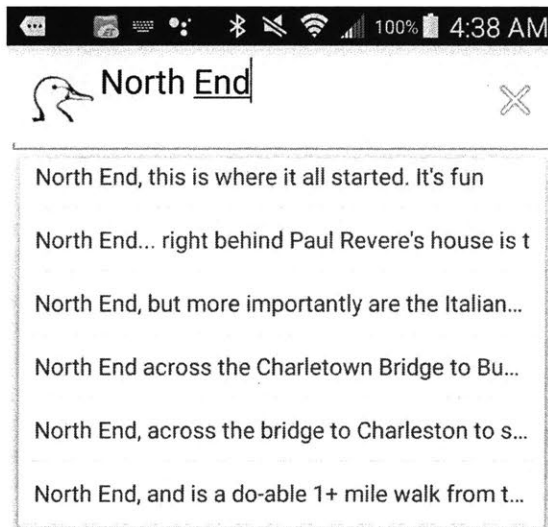 100% 4:38 AM
North End
North End, this is where it all started. It's fun
North End... right behind Paul Revere's house is t
North End, but more importantly are the Italian...
North End across the Charletown Bridge to Bu...
North End, across the bridge to Charleston to s...
North End, and is a do-able 1+ mile walk from t...